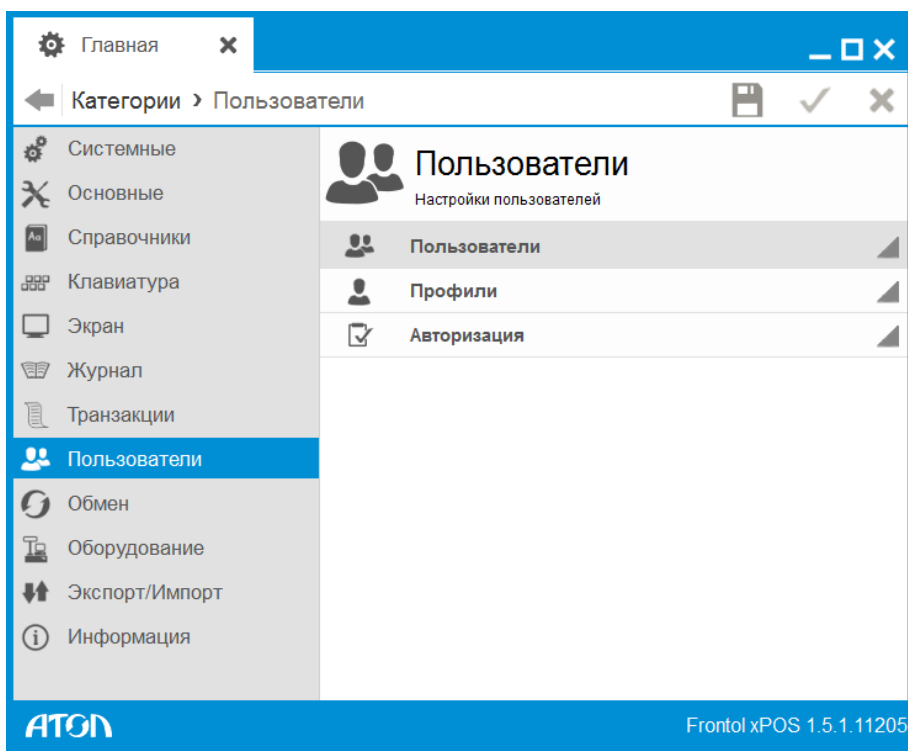 Главная
Категории › Пользователи
Системные
Основные
Справочники
Клавиатура
Экран
Журнал
Транзакции
Пользователи
Обмен
Оборудование
Экспорт/Импорт
Информация
Пользователи
Настройки пользователей
Пользователи
Профили
Авторизация
АТОЛ
Frontol xPOS 1.5.1.11205